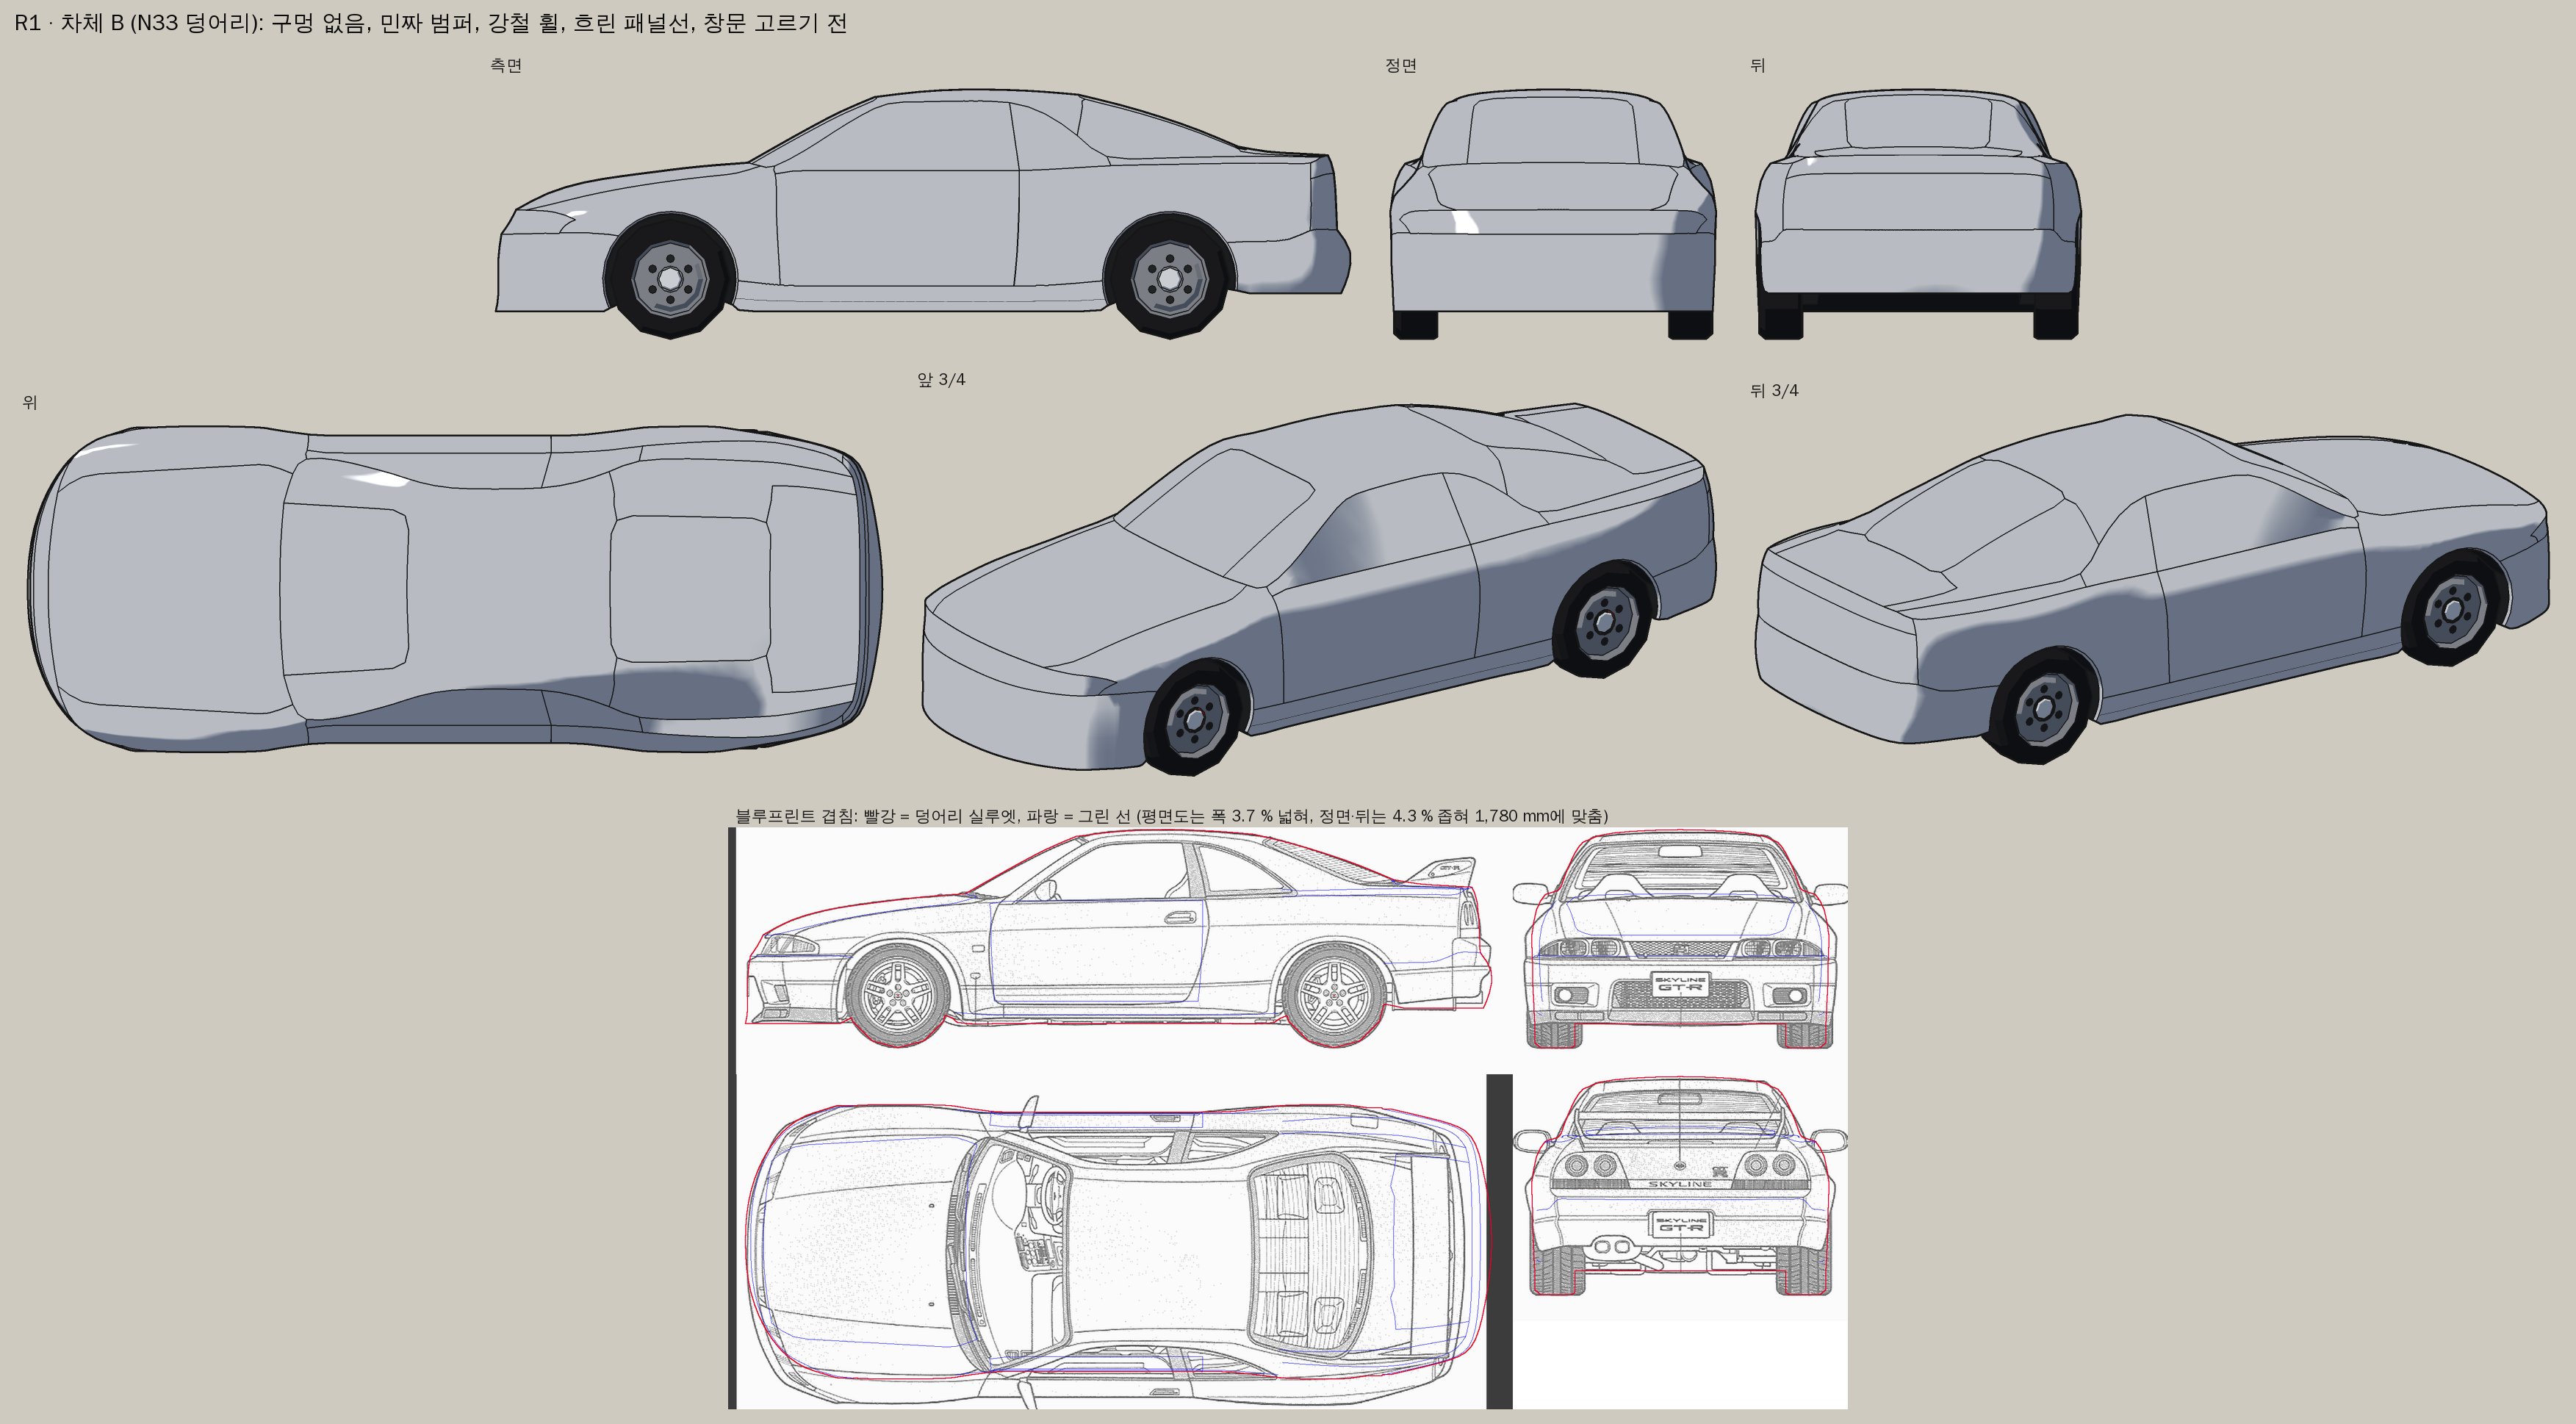 R1 · 차체 B (N33 덩어리): 구멍 없음, 민짜 범퍼, 강철 휠, 흐린 패널선, 창문 고르기 전
측면
정면
뒤
위
앞 3/4
뒤 3/4
블루프린트 겹침: 빨강 = 덩어리 실루엣, 파랑 = 그린 선 (평면도는 폭 3.7 % 넓혀, 정면·뒤는 4.3 % 좁혀 1,780 mm에 맞춤)
GT-R
SKYLINE
GT-R
SKYLINE
SKYLINE
GT-R